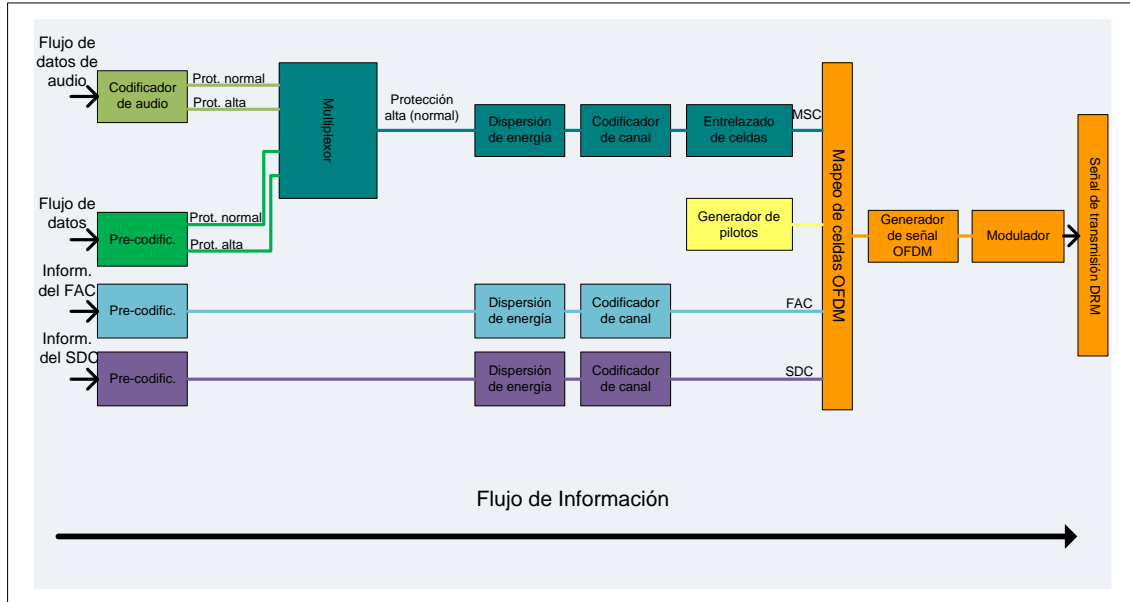 Flujo de
datos de
audio
Codificador
de audio
Prot. normal
Prot. alta
Multiplexor
Protección
alta (normal)
Dispersión
de energía
Codificador
de canal
Entrelazado
de celdas
MSC
Mapeo de celdas OFDM
Flujo de
datos
Pre-codific.
Prot. normal
Prot. alta
Generador de
pilotos
Generador
de señal
OFDM
Modulador
Señal de
transmisión DRM
Inform.
del FAC
Pre-codific.
Dispersión
de energía
Codificador
de canal
FAC
Inform.
del SDC
Pre-codific.
Dispersión
de energía
Codificador
de canal
SDC
Flujo de Información